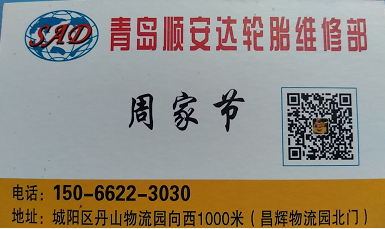 SAD
青岛顺安达轮胎维修部
周家节
电话：150-6622-3030
地址：城阳区丹山物流园向西1000米（昌辉物流园北门）